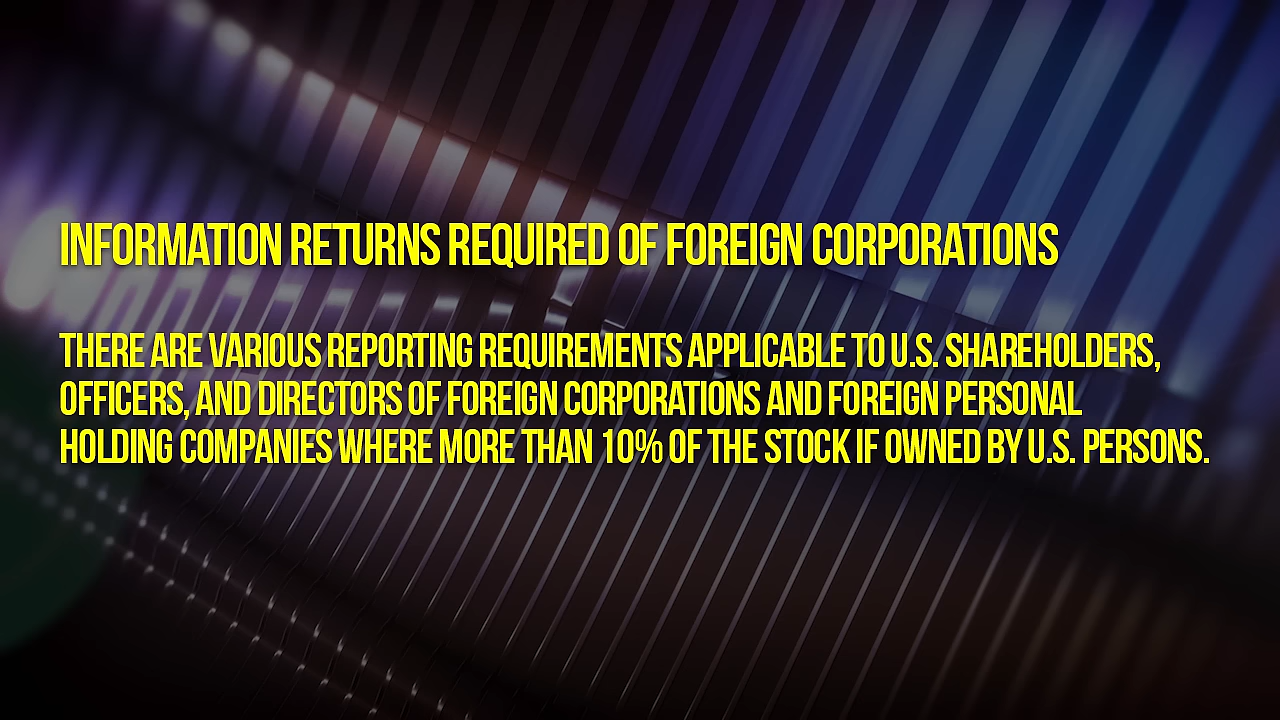 INFORMATION RETURNS REQUIRED OF FOREIGN CORPORATIONS
THERE ARE VARIOUS REPORTING REQUIREMENTS APPLICABLE TO U.S. SHAREHOLDERS,
OFFICERS, AND DIRECTORS OF FOREIGN CORPORATIONS AND FOREIGN PERSONAL
HOLDING COMPANIES WHERE MORE THAN 10% OF THE STOCK IF OWNED BY U.S. PERSONS.